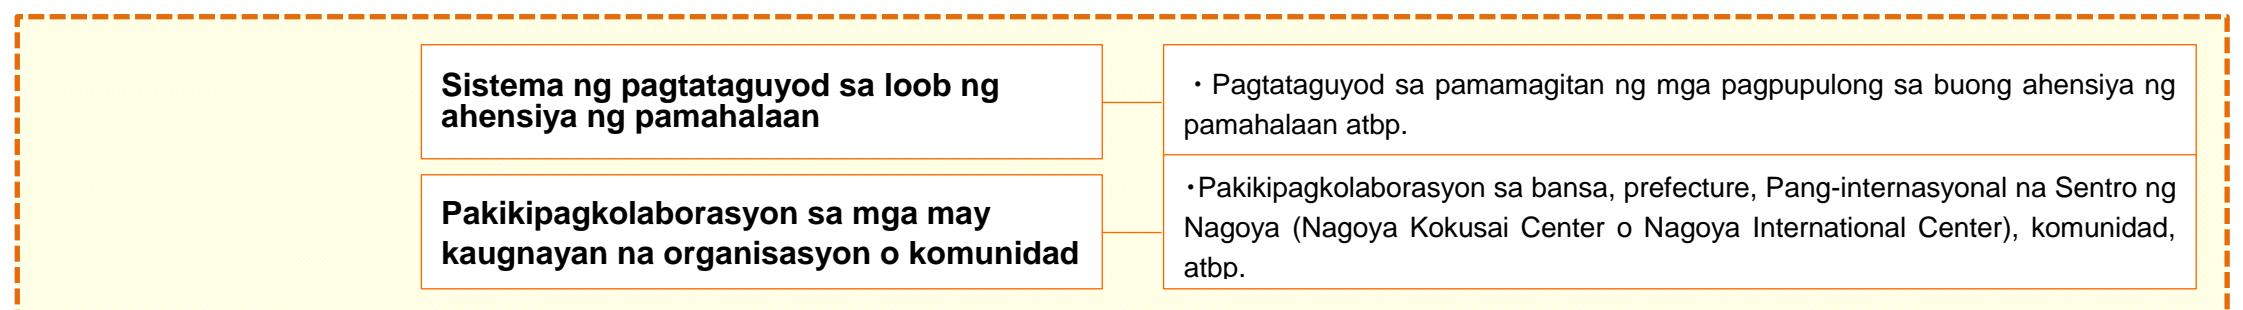 Sistema ng pagtataguyod sa loob ng
ahensiya ng pamahalaan
・Pagtataguyod sa pamamagitan ng mga pagpupulong sa buong ahensiya ng
pamahalaan atbp.
Pakikipagkolaborasyon sa mga may
kaugnayan na organisasyon o komunidad
・Pakikipagkolaborasyon sa bansa, prefecture, Pang-internasyonal na Sentro ng
Nagoya (Nagoya Kokusai Center o Nagoya International Center), komunidad,
atbp.